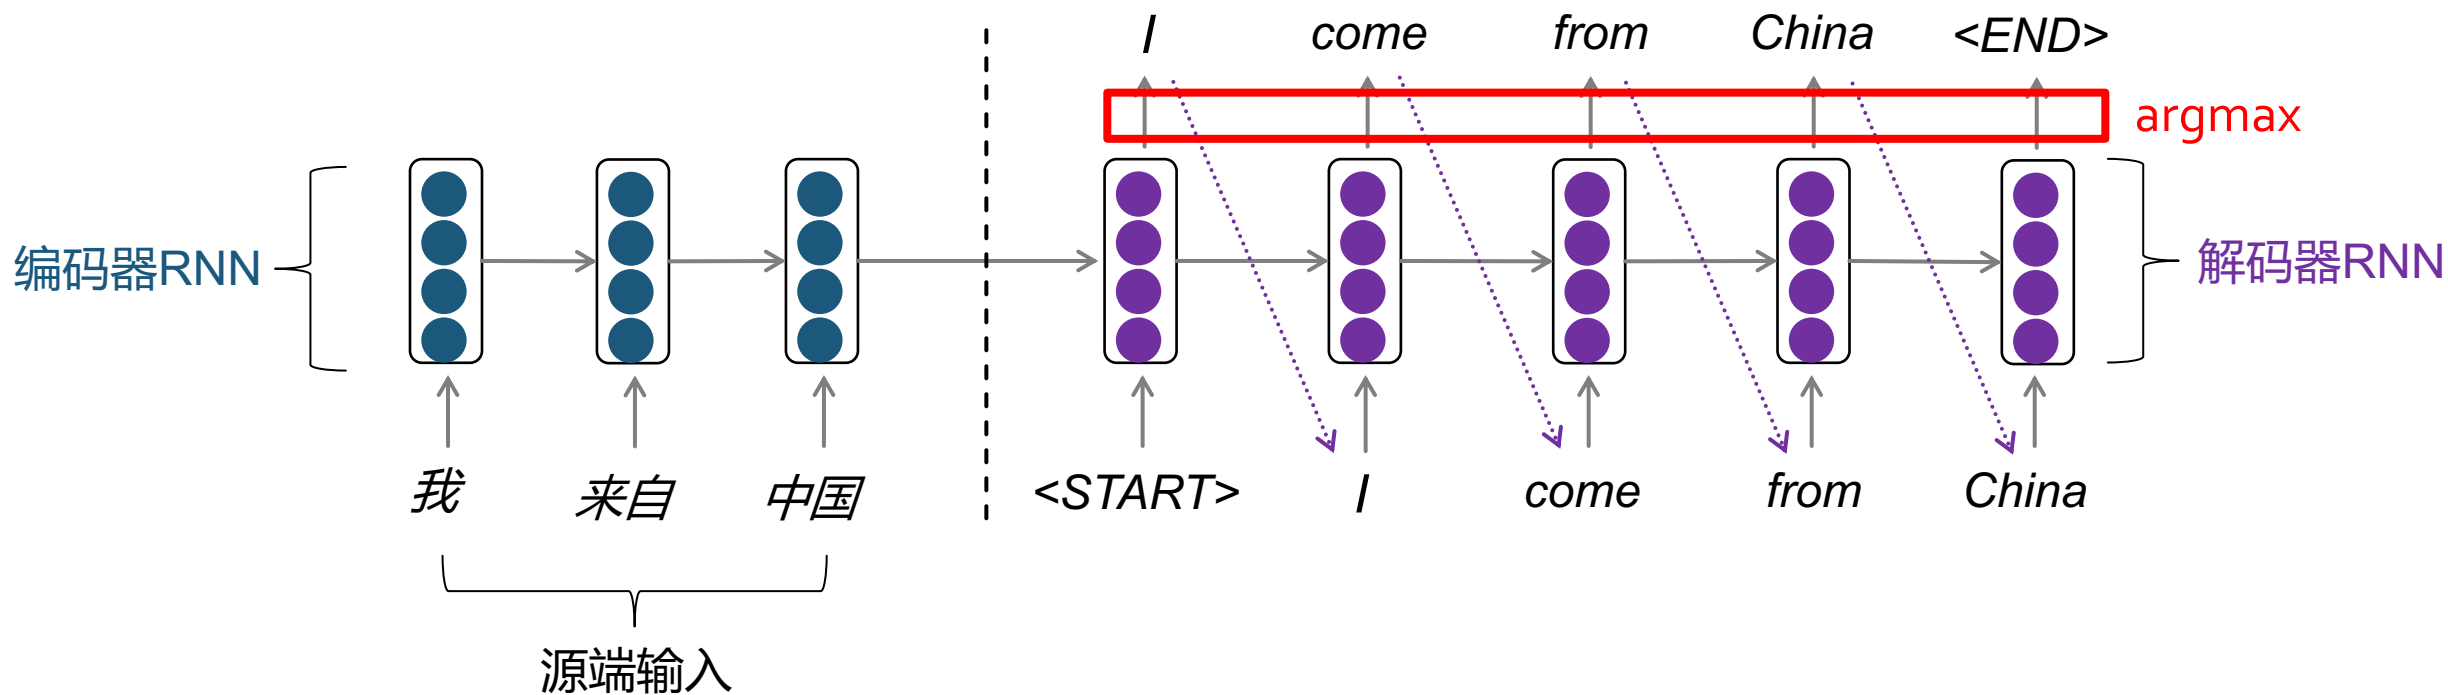 I come from China <END>
argmax
编码器RNN
解码器RNN
我 来自 中国
<START> I come from China
源端输入